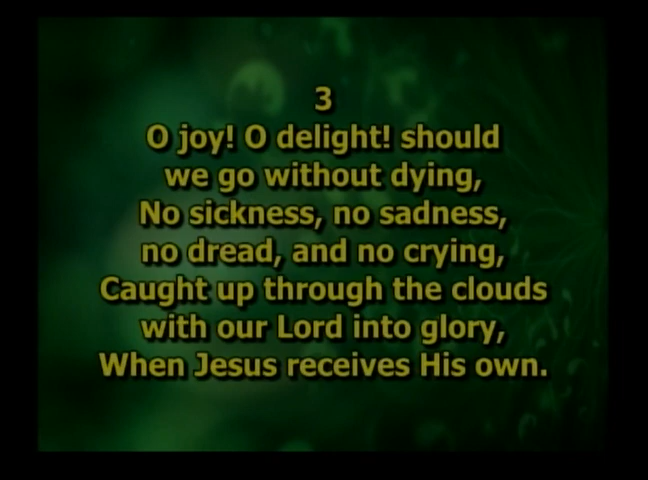 3
O joy! O delight! should
we go without dying,
No sickness, no sadness,
no dread, and no crying,
Caught up through the clouds
with our Lord into glory,
When Jesus receives His own.